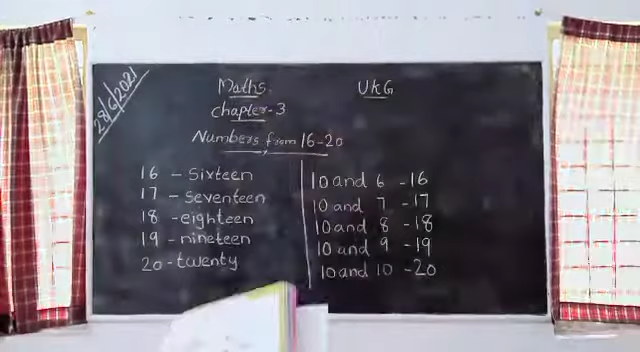 28/6/2021
Maths
UKG
chapter-3
Numbers from 16-20
16 - sixteen
17 - seventeen
18 - eighteen
19 - nineteen
20 - twenty
10 and 6 - 16
10 and 7 - 17
10 and 8 - 18
10 and 9 - 19
10 and 10 - 20